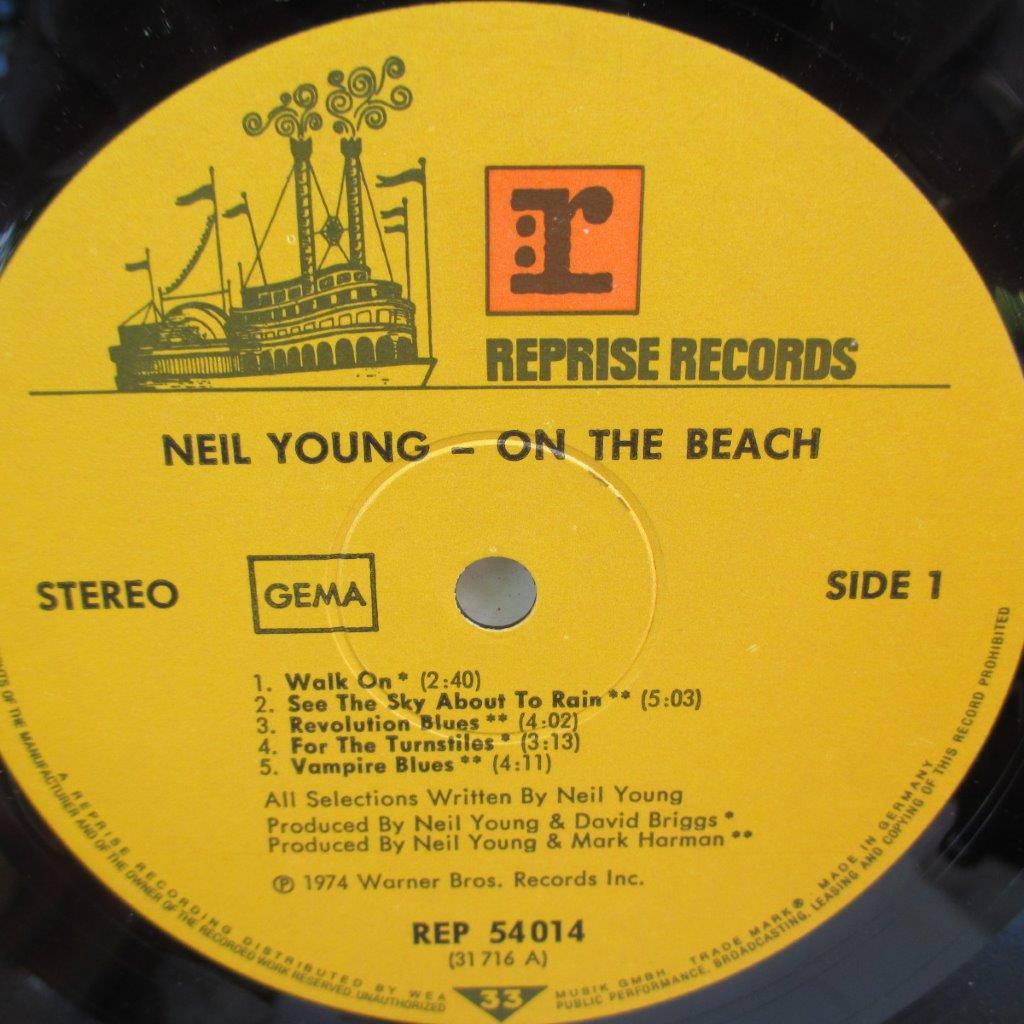 r
REPRISE RECORDS
NEIL YOUNG – ON THE BEACH
STEREO
GEMA
SIDE 1
1. Walk On* (2:40)
2. See The Sky About To Rain** (5:03)
3. Revolution Blues** (4:02)
4. For The Turnstiles* (3:13)
5. Vampire Blues** (4:11)
All Selections Written By Neil Young
Produced By Neil Young & David Briggs*
Produced By Neil Young & Mark Harman**
℗ 1974 Warner Bros. Records Inc.
REP 54014
(31 716 A)
33
A REPRISE RECORDING DISTRIBUTED BY WEA MUSIK GMBH. TRADE MARK® MADE IN GERMANY
OF THE MANUFACTURER AND OF THE OWNER OF THE RECORDED WORK RESERVED. UNAUTHORIZED PUBLIC PERFORMANCE, BROADCASTING, LEASING AND COPYING OF THIS RECORD PROHIBITED